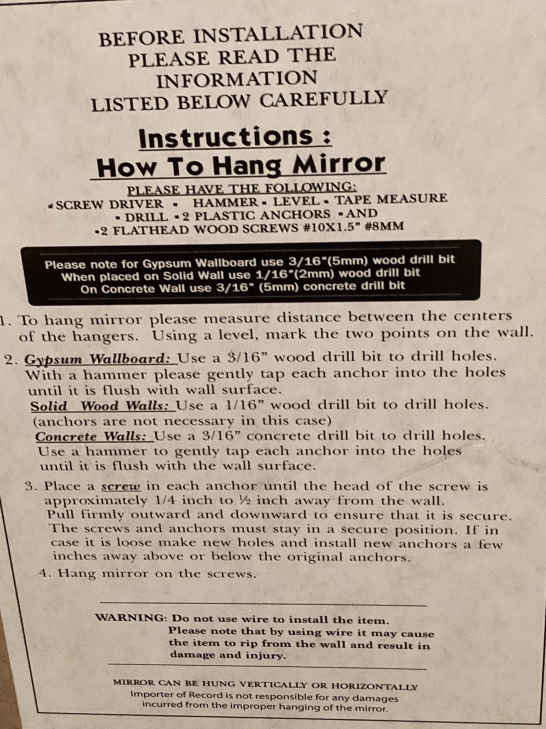 BEFORE INSTALLATION
PLEASE READ THE
INFORMATION
LISTED BELOW CAREFULLY
Instructions :
How To Hang Mirror
PLEASE HAVE THE FOLLOWING:
• SCREW DRIVER • HAMMER • LEVEL • TAPE MEASURE
• DRILL • 2 PLASTIC ANCHORS • AND
•2 FLATHEAD WOOD SCREWS #10X1.5" #8MM
Please note for Gypsum Wallboard use 3/16"(5mm) wood drill bit
When placed on Solid Wall use 1/16"(2mm) wood drill bit
On Concrete Wall use 3/16" (5mm) concrete drill bit
1. To hang mirror please measure distance between the centers
of the hangers. Using a level, mark the two points on the wall.
2. Gypsum Wallboard: Use a 3/16" wood drill bit to drill holes.
With a hammer please gently tap each anchor into the holes
until it is flush with wall surface.
Solid Wood Walls: Use a 1/16" wood drill bit to drill holes.
(anchors are not necessary in this case)
Concrete Walls: Use a 3/16" concrete drill bit to drill holes.
Use a hammer to gently tap each anchor into the holes
until it is flush with the wall surface.
3. Place a screw in each anchor until the head of the screw is
approximately 1/4 inch to ½ inch away from the wall.
Pull firmly outward and downward to ensure that it is secure.
The screws and anchors must stay in a secure position. If in
case it is loose make new holes and install new anchors a few
inches away above or below the original anchors.
4. Hang mirror on the screws.
WARNING: Do not use wire to install the item.
Please note that by using wire it may cause
the item to rip from the wall and result in
damage and injury.
MIRROR CAN BE HUNG VERTICALLY OR HORIZONTALLY
Importer of Record is not responsible for any damages
incurred from the improper hanging of the mirror.